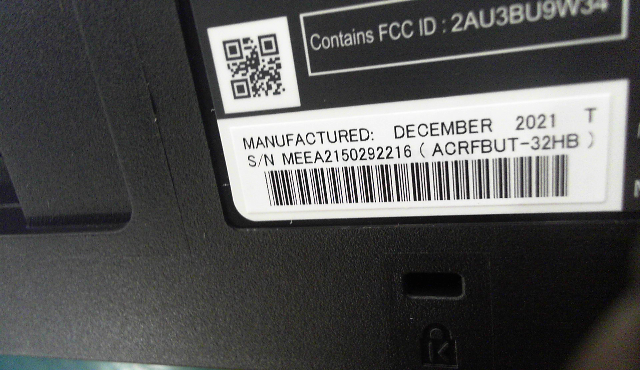 Contains FCC ID : 2AU3BU9W34
MANUFACTURED: DECEMBER 2021 T
S/N MEEA2150292216 ( ACRFBUT-32HB )